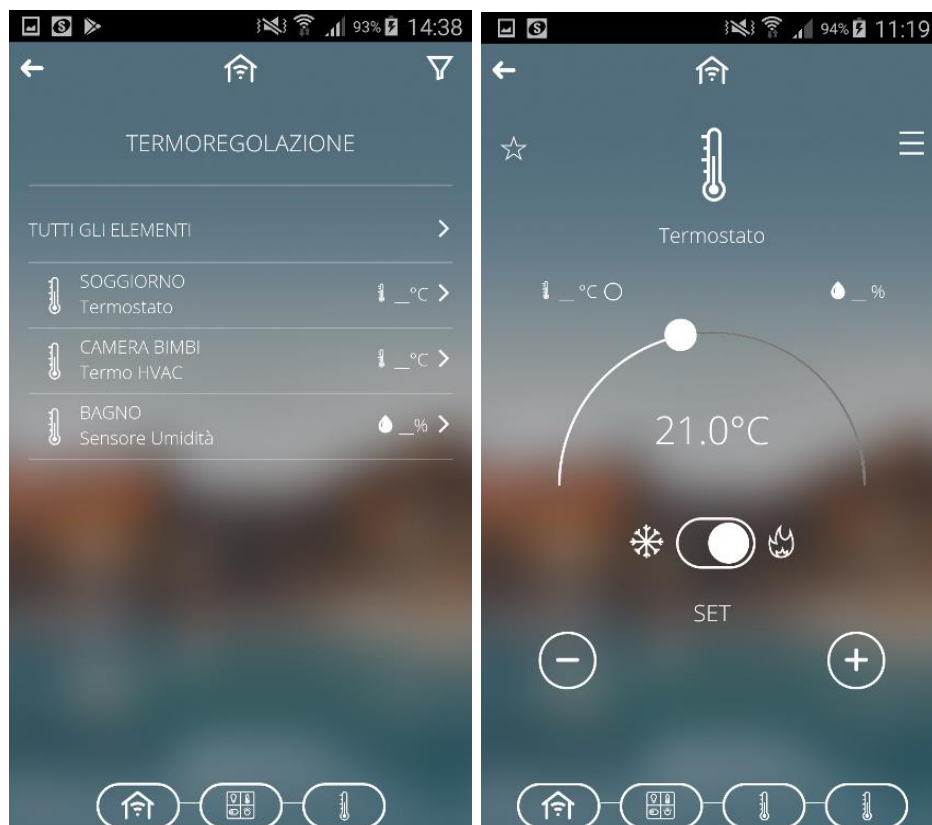 93% 14:38
TERMOREGOLAZIONE
TUTTI GLI ELEMENTI
SOGGIORNO
Termostato
_°C
CAMERA BIMBI
Termo HVAC
_°C
BAGNO
Sensore Umidità
_%
94% 11:19
Termostato
_ °C
_ %
21.0°C
SET